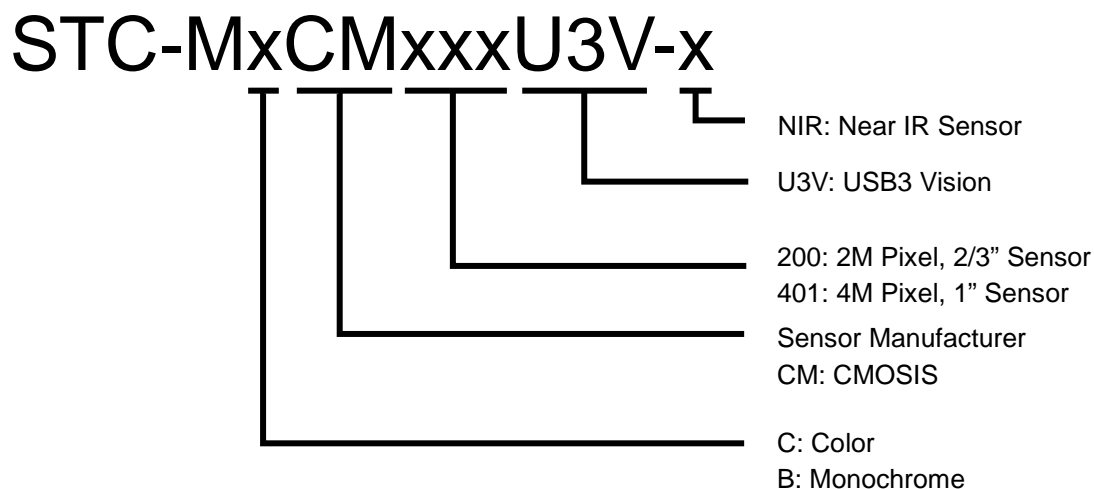 STC-MxCMxxxU3V-x
NIR: Near IR Sensor
U3V: USB3 Vision
200: 2M Pixel, 2/3” Sensor
401: 4M Pixel, 1” Sensor
Sensor Manufacturer
CM: CMOSIS
C: Color
B: Monochrome